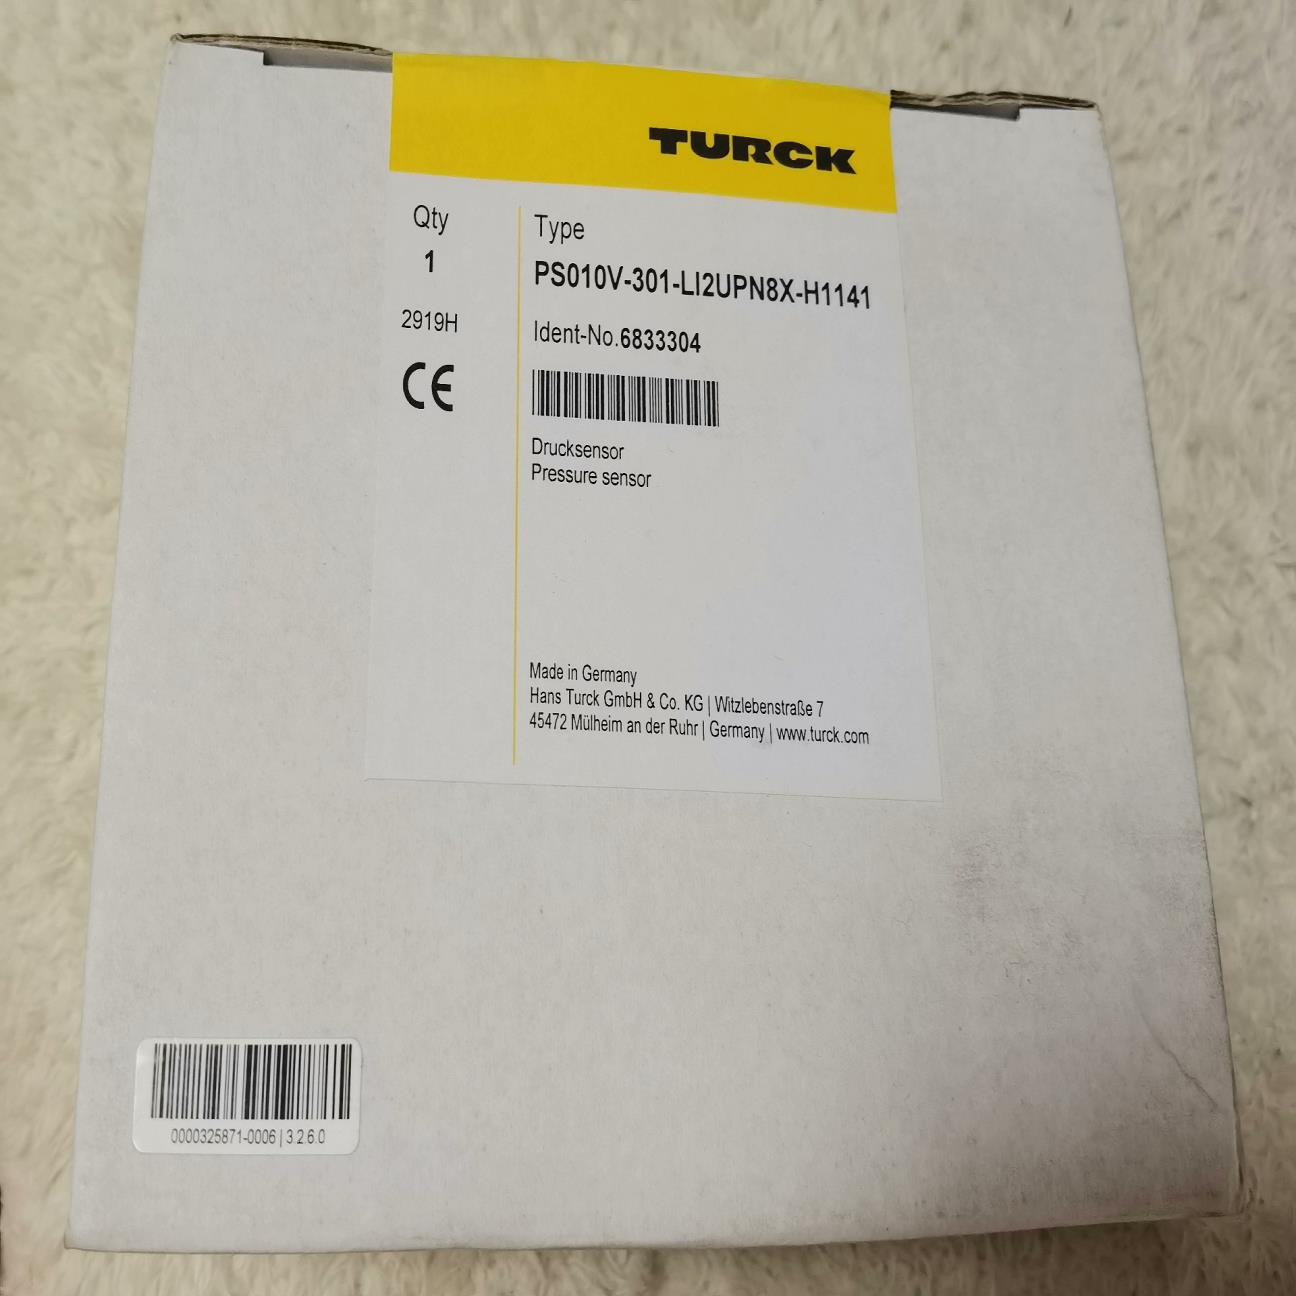 TURCK
Qty
1
2919H
CE
Type
PS010V-301-LI2UPN8X-H1141
Ident-No.6833304
Drucksensor
Pressure sensor
Made in Germany
Hans Turck GmbH & Co. KG | Witzlebenstraße 7
45472 Mülheim an der Ruhr | Germany | www.turck.com
0000325871-0006 | 3.2.6.0